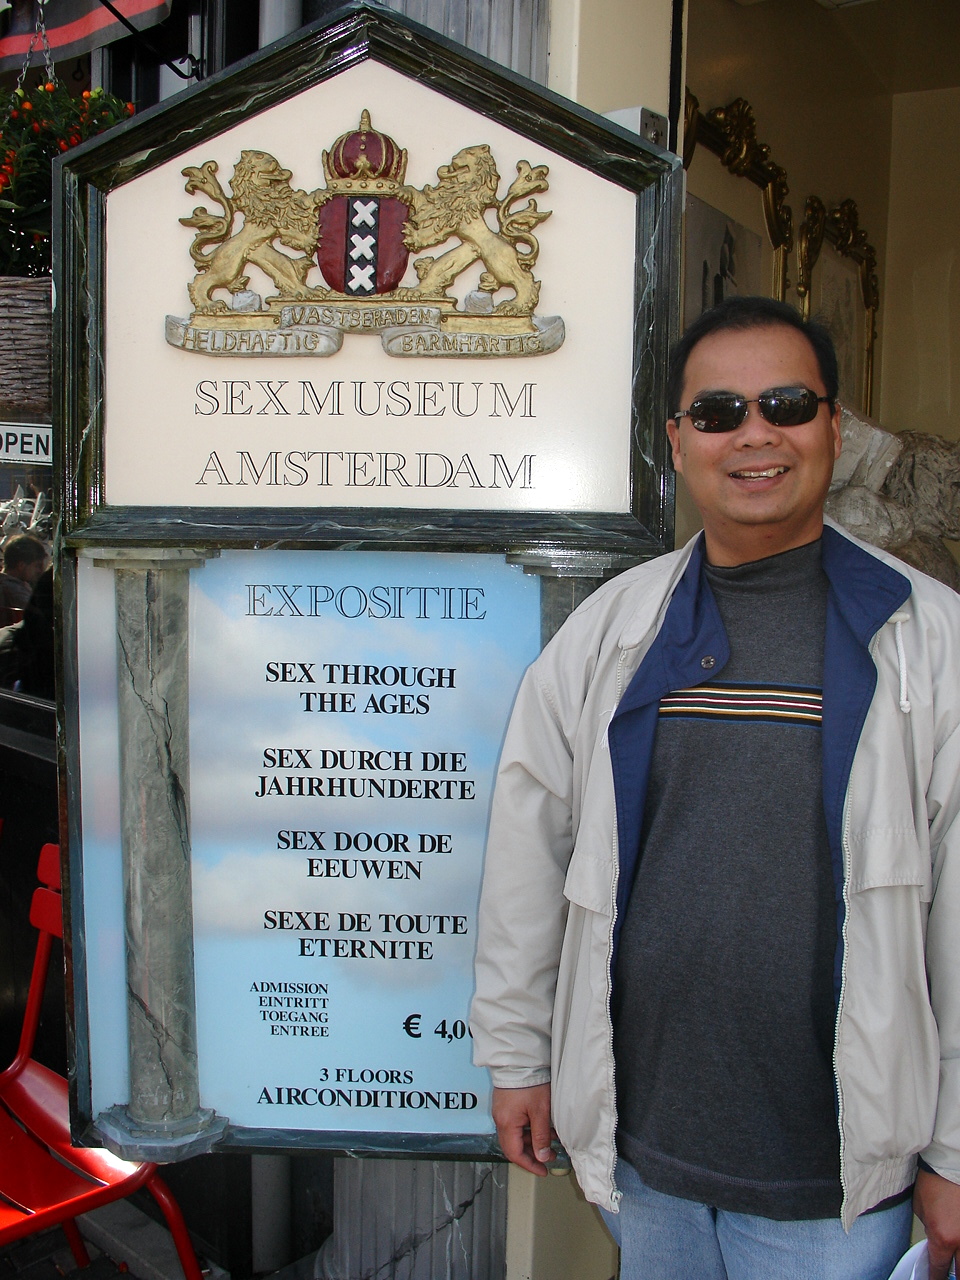 VASTBERADEN
HELDHAFTIG BARMHARTIG
SEXMUSEUM
AMSTERDAM
OPEN
EXPOSITIE
SEX THROUGH
THE AGES
SEX DURCH DIE
JAHRHUNDERTE
SEX DOOR DE
EEUWEN
SEXE DE TOUTE
ETERNITE
ADMISSION
EINTRITT
TOEGANG
ENTREE
€ 4,0
3 FLOORS
AIRCONDITIONED